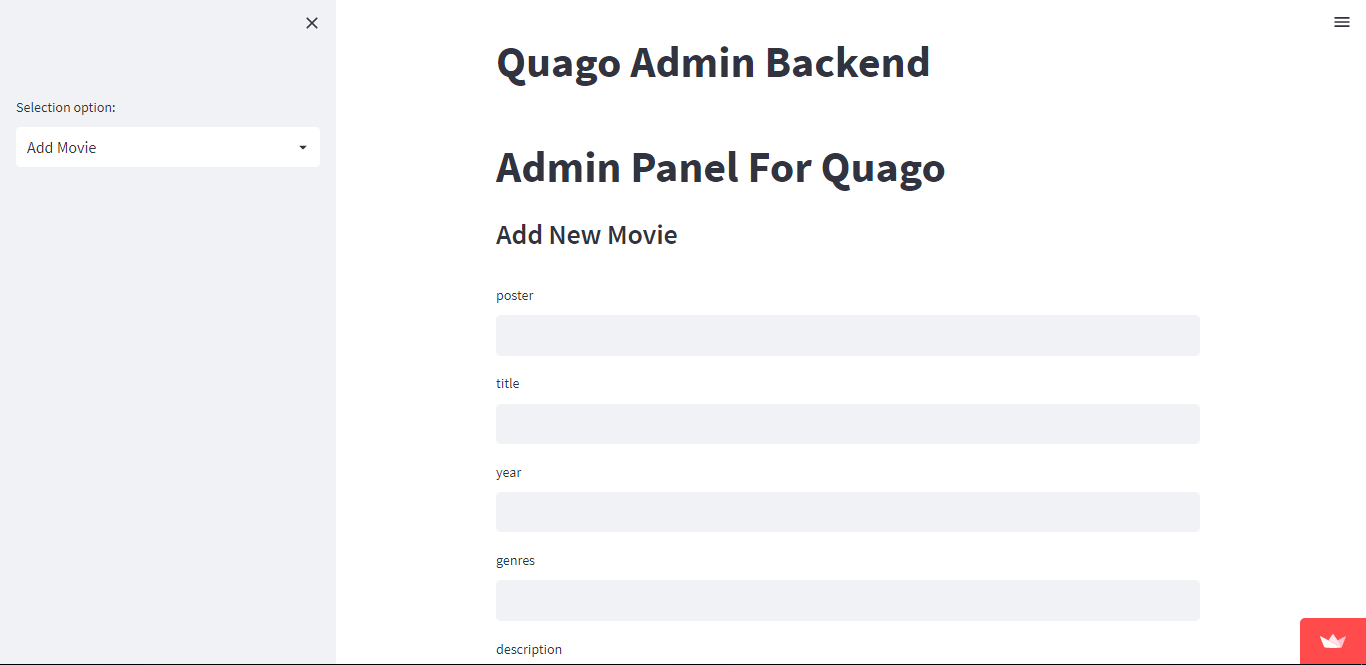 Selection option:
Add Movie
Quago Admin Backend
Admin Panel For Quago
Add New Movie
poster
title
year
genres
description